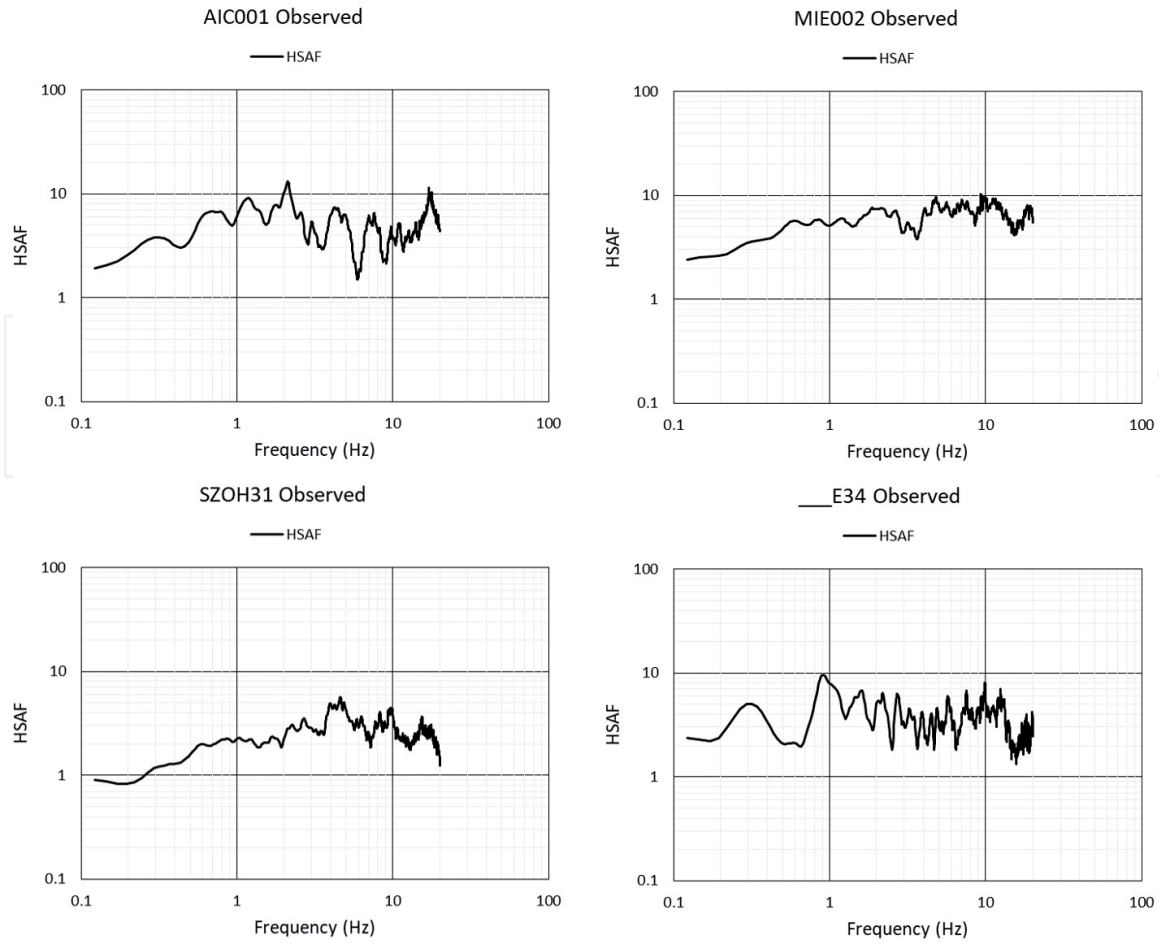 AIC001 Observed
HSAF
100
10
1
0.1
HSAF
0.1 1 10 100
Frequency (Hz)
MIE002 Observed
HSAF
100
10
1
0.1
HSAF
0.1 1 10 100
Frequency (Hz)
SZOH31 Observed
HSAF
100
10
1
0.1
HSAF
0.1 1 10 100
Frequency (Hz)
___E34 Observed
HSAF
100
10
1
0.1
HSAF
0.1 1 10 100
Frequency (Hz)